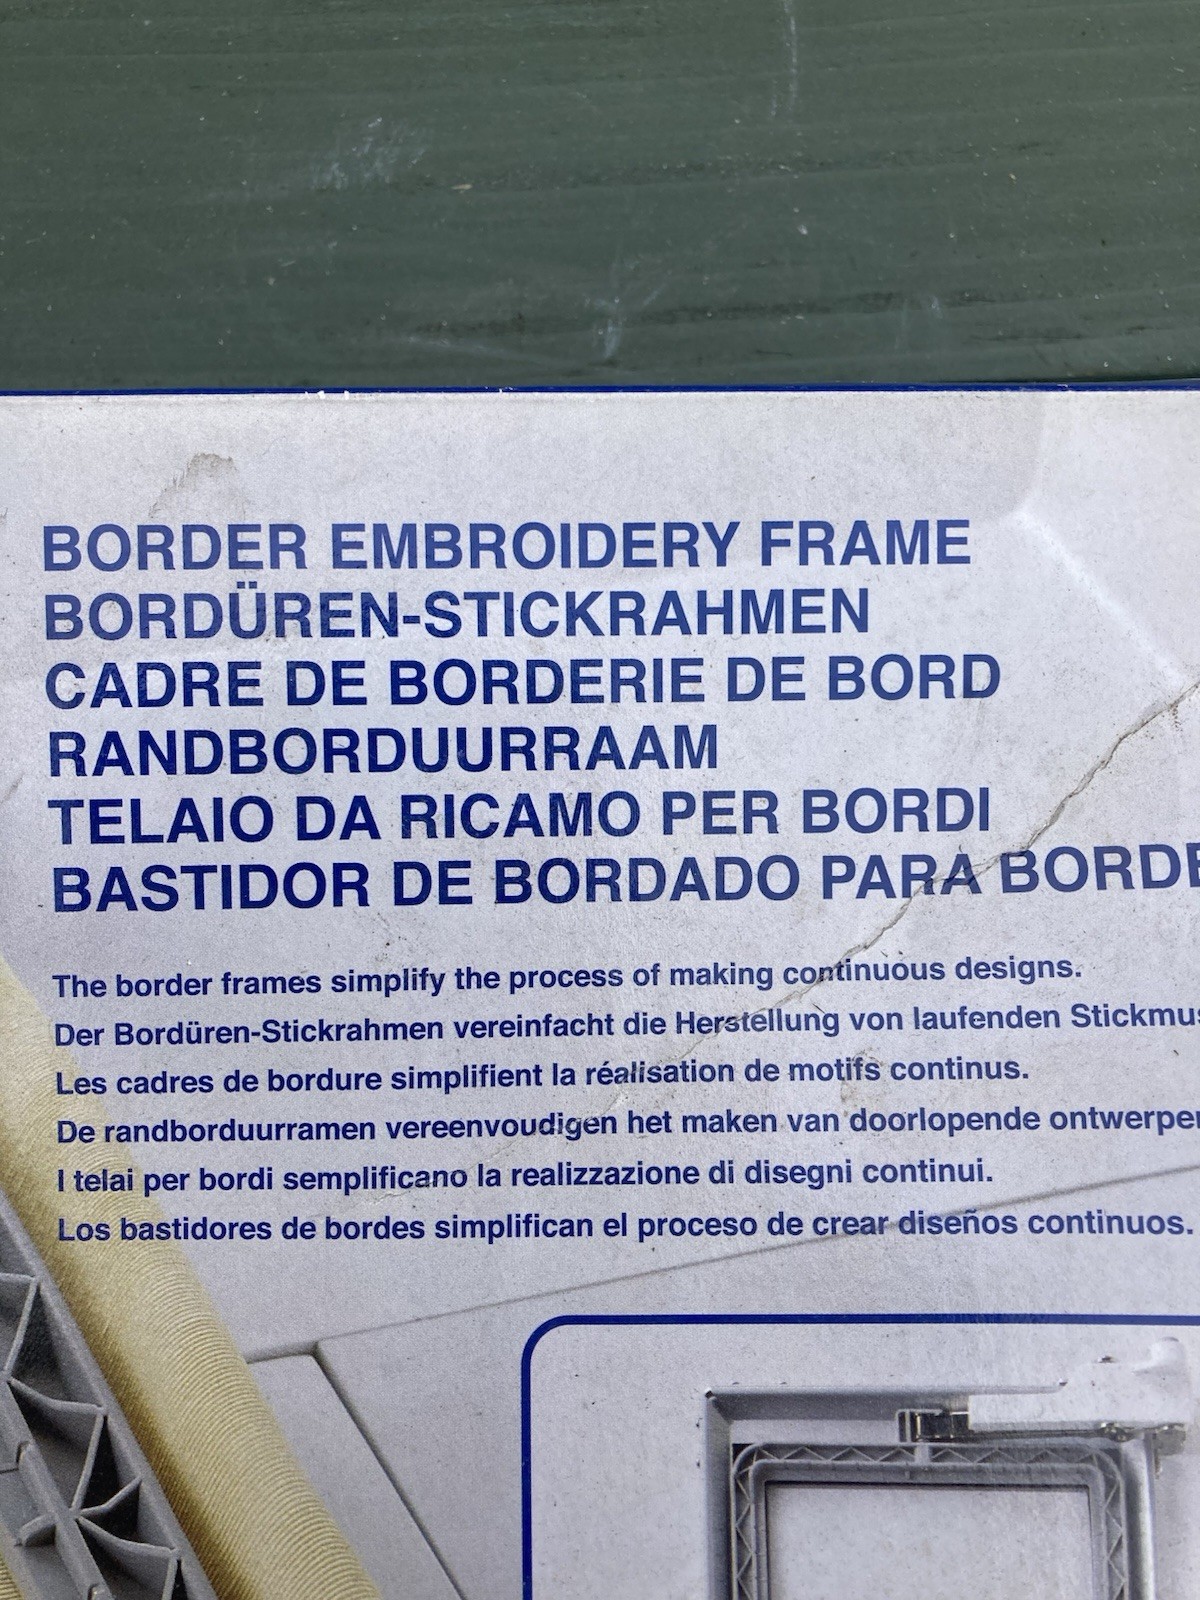 BORDER EMBROIDERY FRAME
BORDÜREN-STICKRAHMEN
CADRE DE BORDERIE DE BORD
RANDBORDUURRAAM
TELAIO DA RICAMO PER BORDI
BASTIDOR DE BORDADO PARA
The border frames simplify the process of making continuous designs.
Der Bordüren-Stickrahmen vereinfacht die Herstellung von laufenden
Les cadres de bordure simplifient la réalisation de motifs continus.
De randborduurramen vereenvoudigen het maken van doorlopende
I telai per bordi semplificano la realizzazione di disegni continui.
Los bastidores de bordes simplifican el proceso de crear diseños continuos.